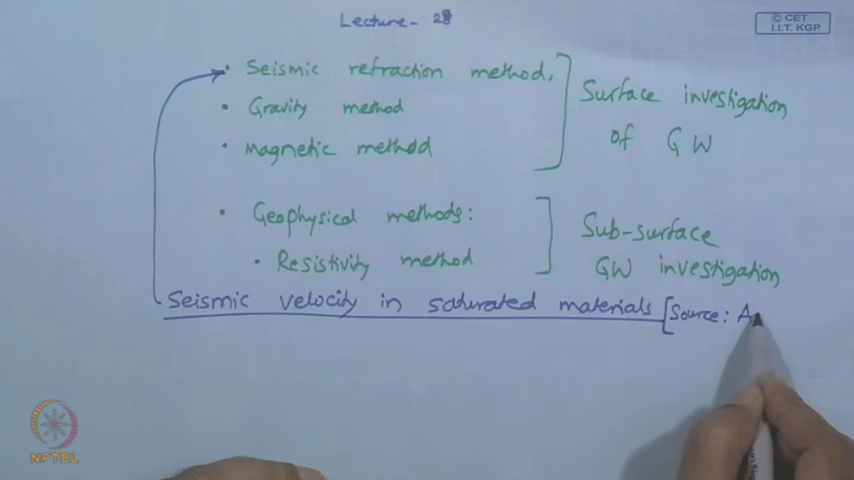 Lecture - 28
© CET
I.I.T. KGP
• Seismic refraction method,
• Gravity method
• Magnetic method
Surface investigation
of GW
• Geophysical methods:
• Resistivity method
Sub-surface
GW investigation
Seismic velocity in saturated materials [Source: A
NPTEL